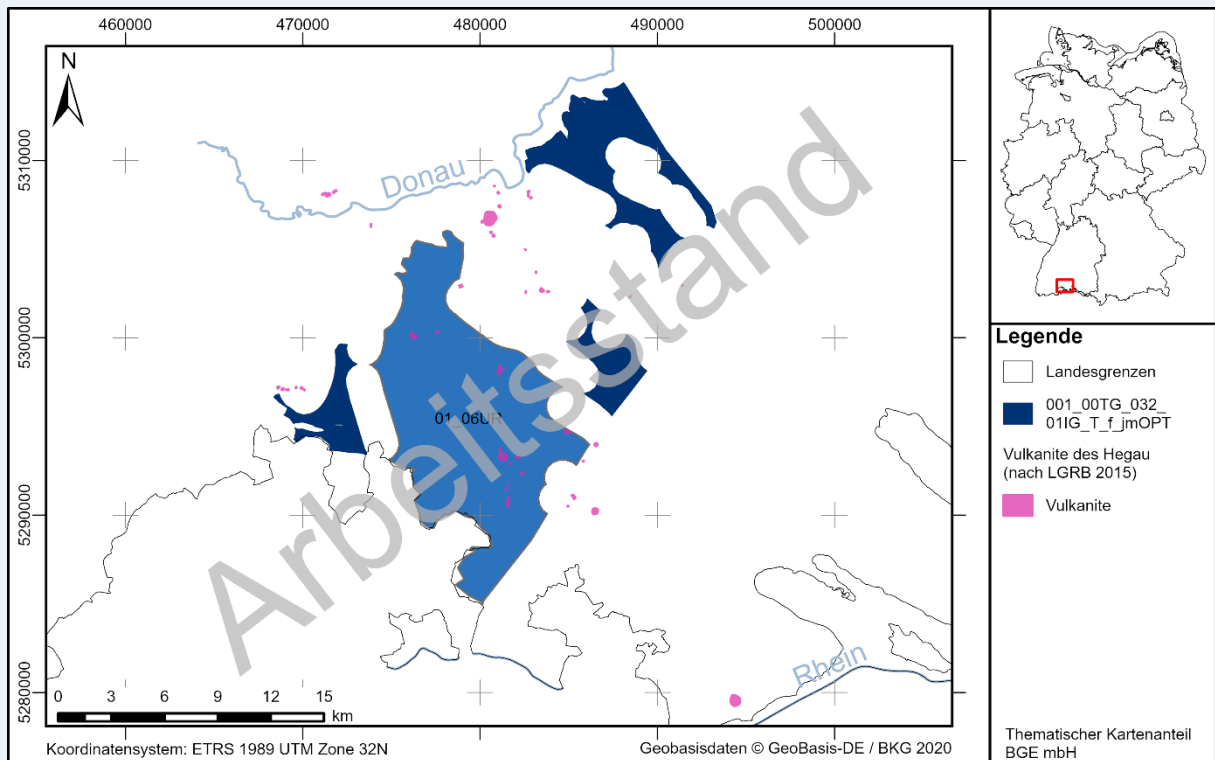 460000
470000
480000
490000
500000
5310000
5300000
5290000
5280000
N
Donau
01_06UR
Rhein
Arbeitsstand
0 3 6 9 12 15
km
Koordinatensystem: ETRS 1989 UTM Zone 32N
Geobasisdaten © GeoBasis-DE / BKG 2020
Legende
Landesgrenzen
001_00TG_032_
01IG_T_f_jmOPT
Vulkanite des Hegau
(nach LGRB 2015)
Vulkanite
Thematischer Kartenanteil
BGE mbH